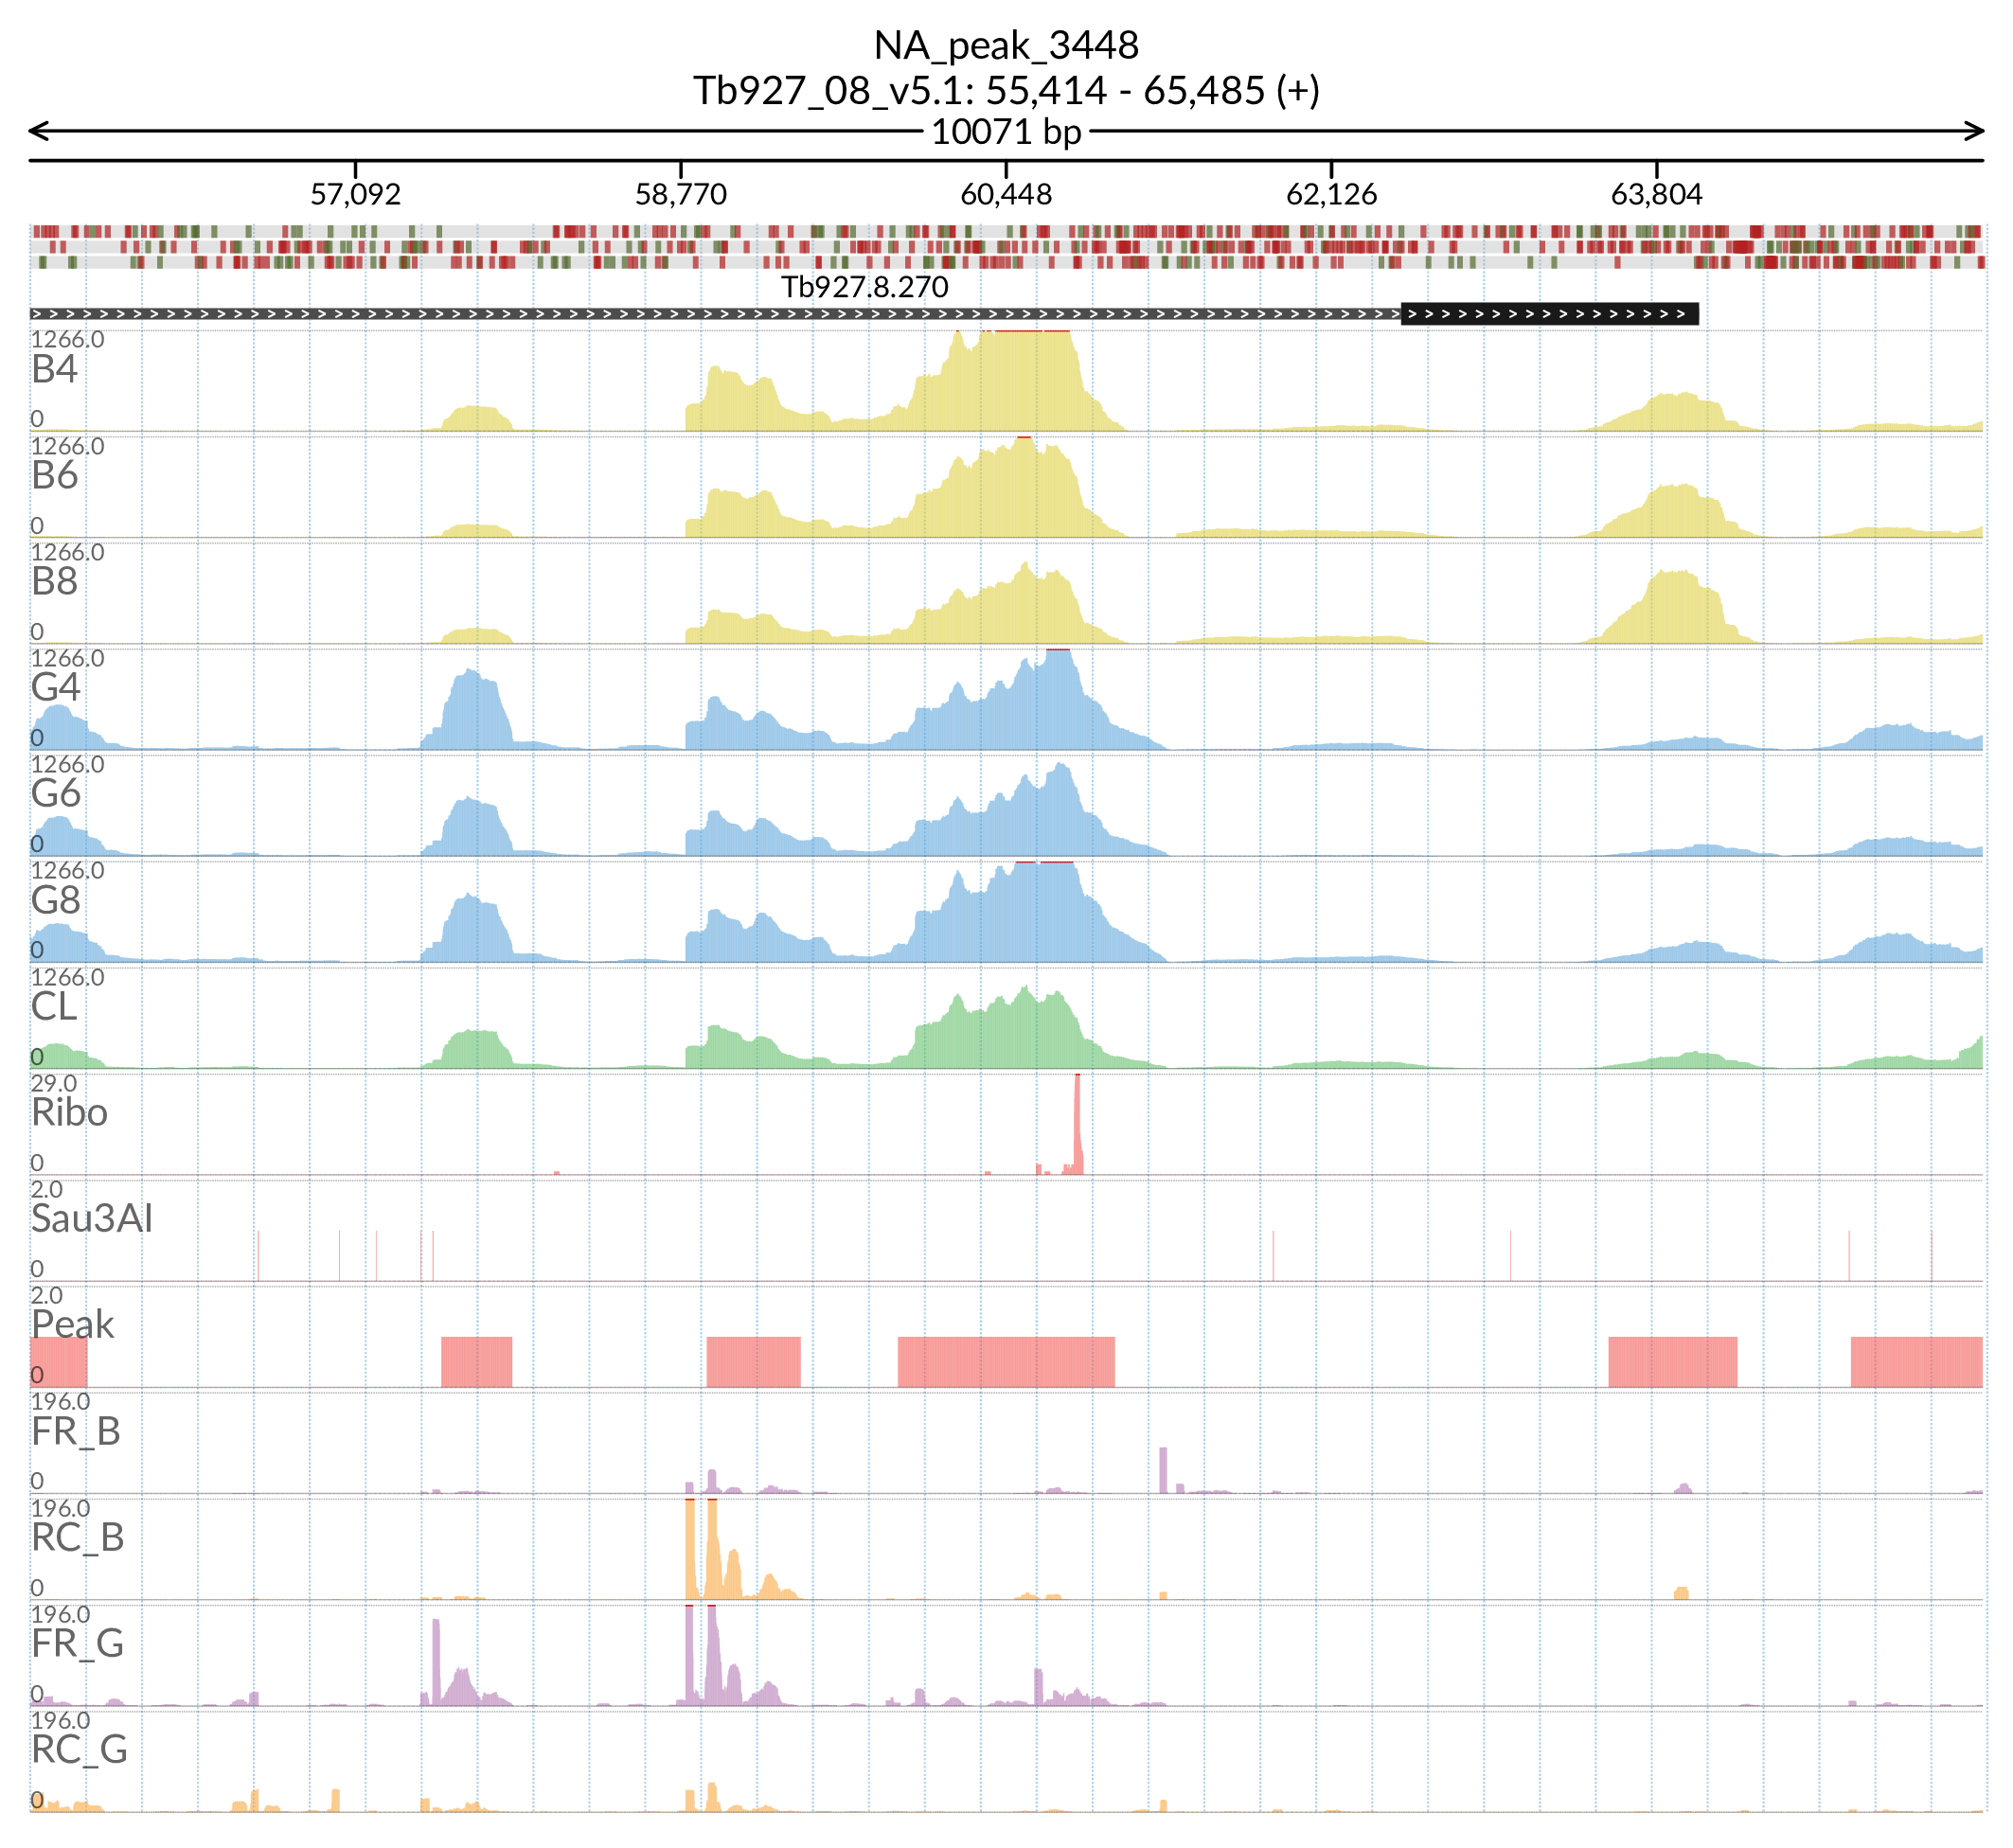 NA_peak_3448
Tb927_08_v5.1: 55,414 - 65,485 (+)
10071 bp
57,092 58,770 60,448 62,126 63,804
Tb927.8.270
1266.0
B4
0
1266.0
B6
0
1266.0
B8
0
1266.0
G4
0
1266.0
G6
0
1266.0
G8
0
1266.0
CL
0
29.0
Ribo
0
2.0
Sau3AI
0
2.0
Peak
0
196.0
FR_B
0
196.0
RC_B
0
196.0
FR_G
0
196.0
RC_G
0